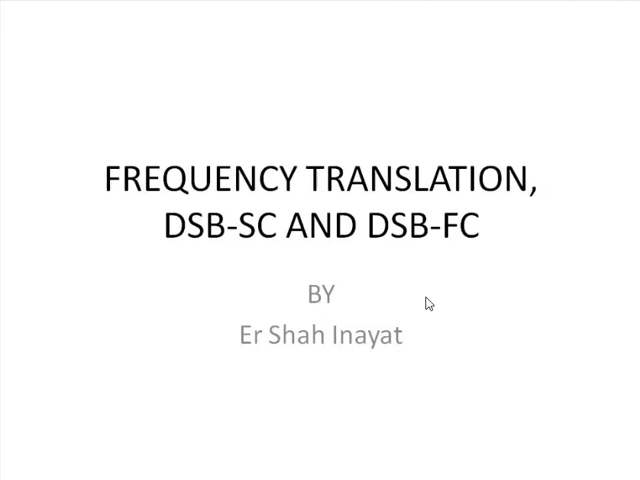 FREQUENCY TRANSLATION,
DSB-SC AND DSB-FC
BY
Er Shah Inayat